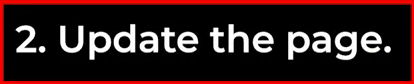 2. Update the page.